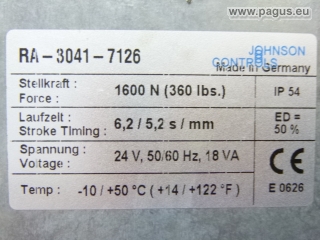 www.pagus.eu
RA-3041-7126
JOHNSON
CONTROLS
Made in Germany
Stellkraft :
Force :
1600 N (360 lbs.)
IP 54
Laufzeit :
Stroke Timing :
6,2 / 5,2 s / mm
ED =
50 %
Spannung :
Voltage :
24 V, 50/60 Hz, 18 VA
CE
Temp : -10 / +50 °C ( +14 / +122 °F )
E 0626